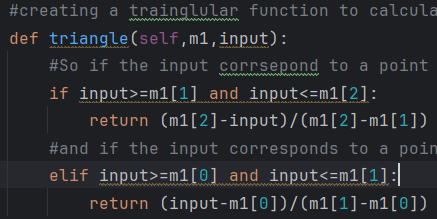 #creating a trainglular function to calcula
def triangle(self,m1,input):
#So if the input corrsepond to a point
if input>=m1[1] and input<=m1[2]:
return (m1[2]-input)/(m1[2]-m1[1])
#and if the input corresponds to a poin
elif input>=m1[0] and input<=m1[1]:
return (input-m1[0])/(m1[1]-m1[0])